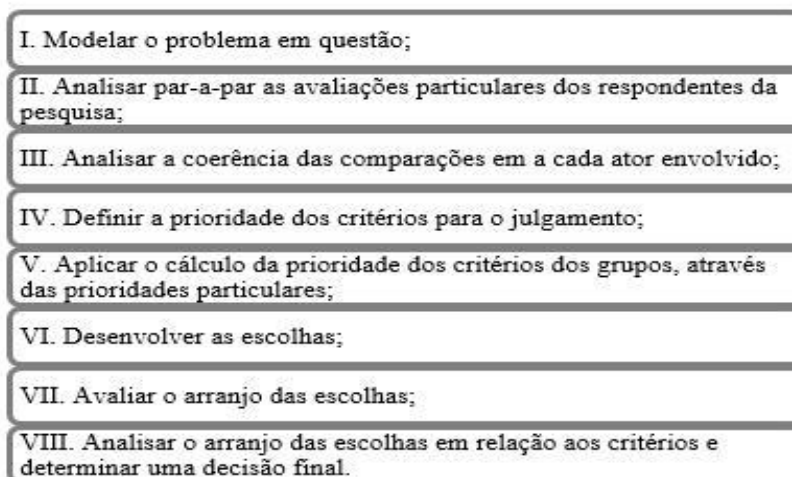 I. Modelar o problema em questão;
II. Analisar par-a-par as avaliações particulares dos respondentes da
pesquisa;
III. Analisar a coerência das comparações em a cada ator envolvido;
IV. Definir a prioridade dos critérios para o julgamento;
V. Aplicar o cálculo da prioridade dos critérios dos grupos, através
das prioridades particulares;
VI. Desenvolver as escolhas;
VII. Avaliar o arranjo das escolhas;
VIII. Analisar o arranjo das escolhas em relação aos critérios e
determinar uma decisão final.